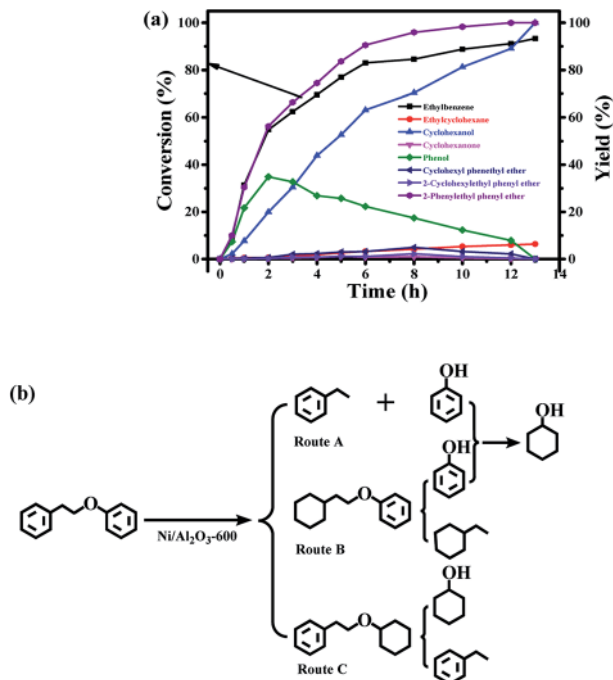 (a)
100
80
60
40
20
0
Conversion (%)
100
80
60
40
20
0
Yield (%)
Ethylbenzene
Ethylcyclohexane
Cyclohexanol
Cyclohexanone
Phenol
Cyclohexyl phenethyl ether
2-Cyclohexylethyl phenyl ether
2-Phenylethyl phenyl ether
0 2 4 6 8 10 12 14
Time (h)
(b)
OH
+
Route A
OH
OH
O
O
Ni/Al₂O₃-600
Route B
OH
O
Route C